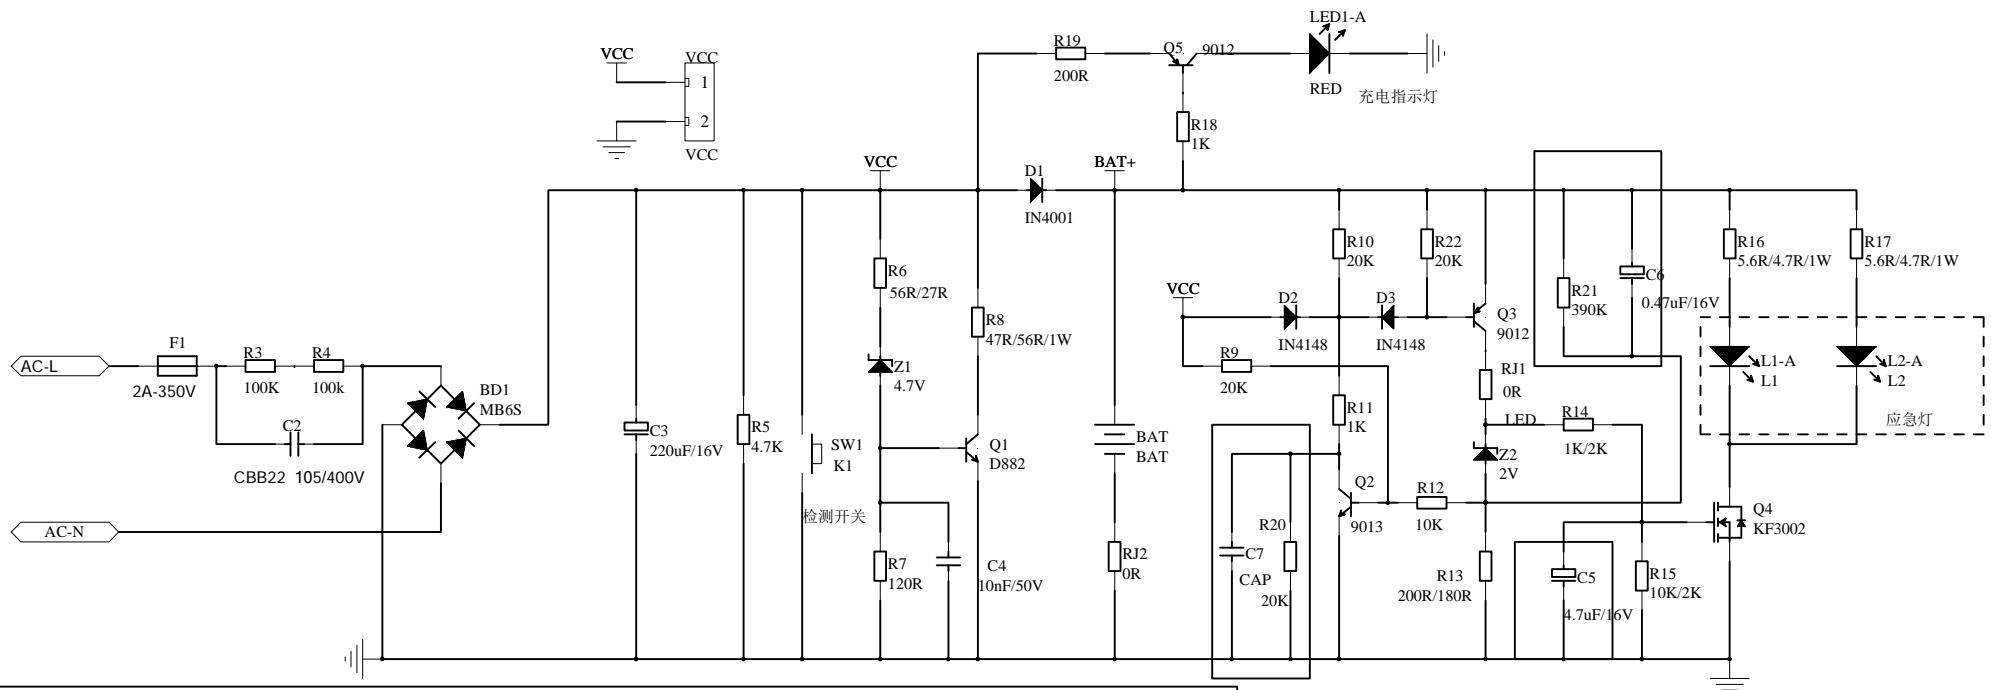 LED1-A
R19
Q5
9012
200R
RED
充电指示灯
VCC
VCC
1
2
VCC
R18
1K
VCC
D1
IN4001
BAT+
R10
20K
R22
20K
R16
5.6R/4.7R/1W
R17
5.6R/4.7R/1W
R6
56R/27R
C6
0.47uF/16V
R21
390K
VCC
D2
IN4148
D3
IN4148
Q3
9012
R8
47R/56R/1W
F1
2A-350V
AC-L
R3
100K
R4
100k
Z1
4.7V
R9
20K
RJ1
0R
L1-A
L1
L2-A
L2
BD1
MB6S
R11
1K
LED
R14
1K/2K
应急灯
C2
CBB22 105/400V
C3
220uF/16V
R5
4.7K
SW1
K1
检测开关
Q1
D882
BAT
BAT
Z2
2V
Q2
9013
R12
10K
Q4
KF3002
AC-N
R7
120R
C4
10nF/50V
RJ2
0R
C7
CAP
R20
20K
R13
200R/180R
C5
4.7uF/16V
R15
10K/2K